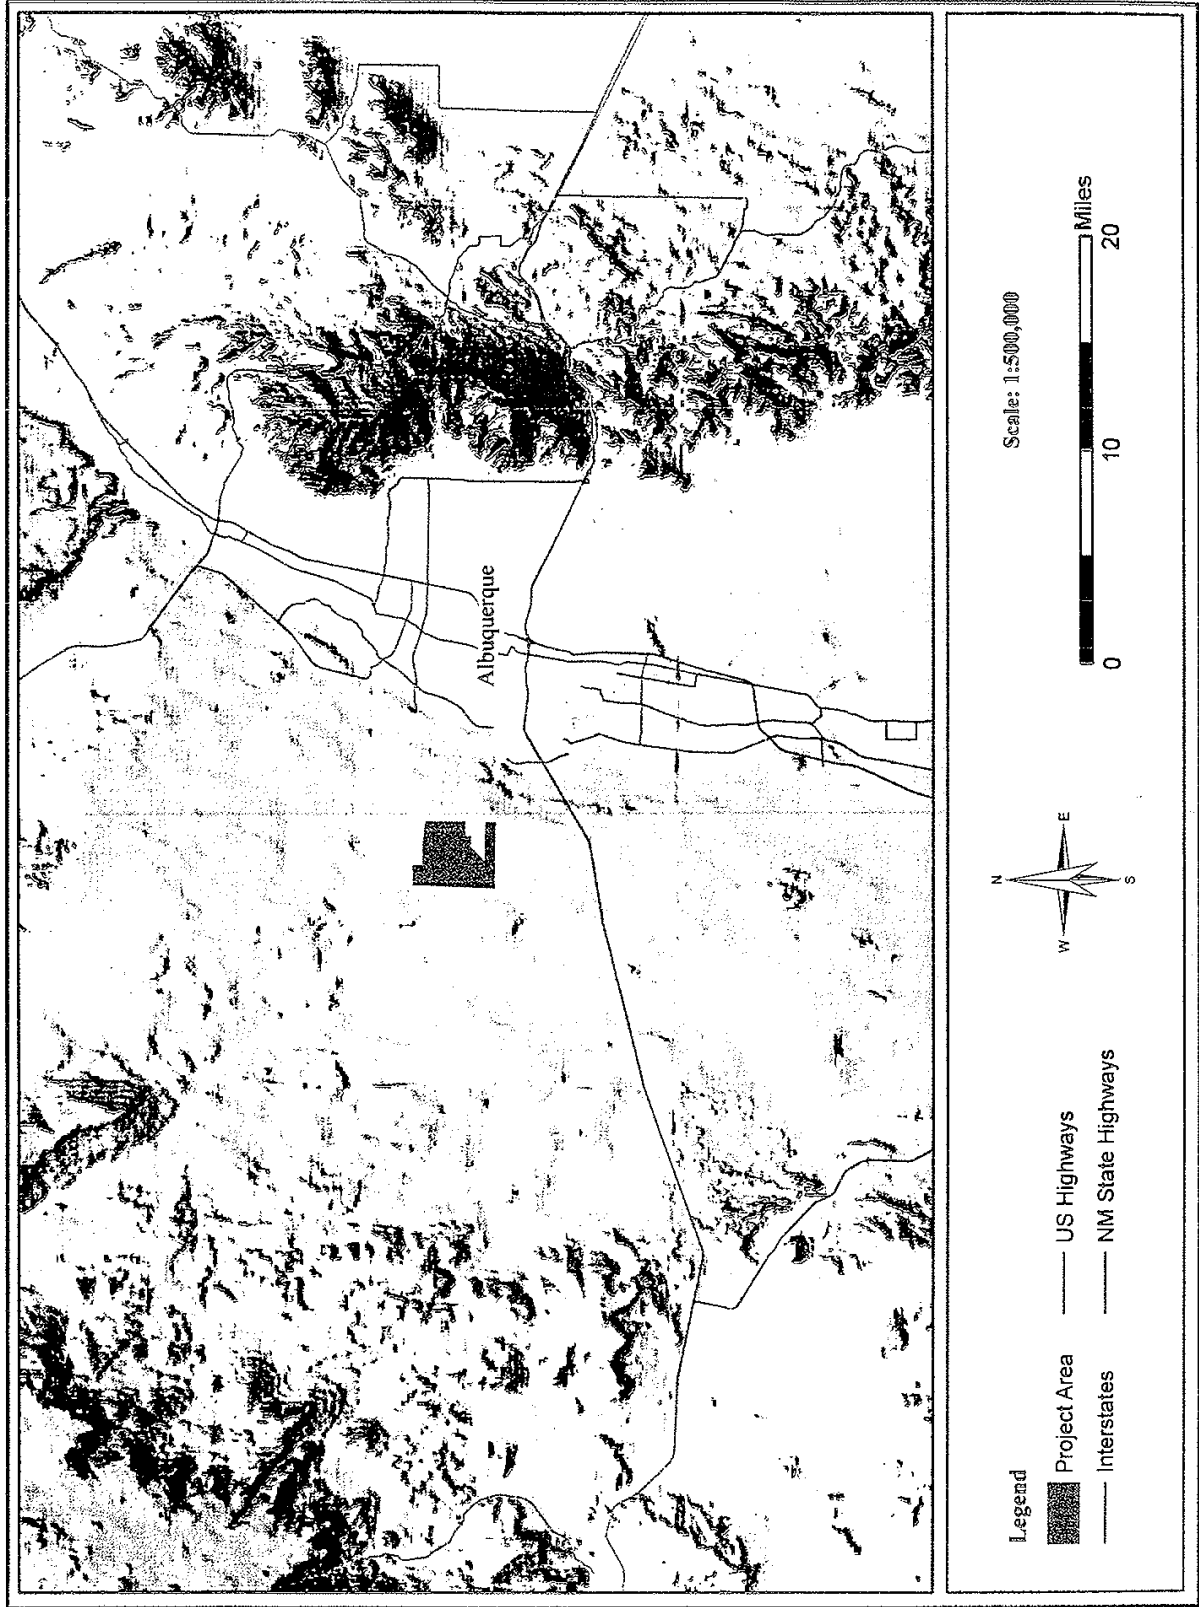 Albuquerque
Legend
Project Area
US Highways
Interstates
NM State Highways
N
W
E
S
Scale: 1:500,000
0
10
20
Miles